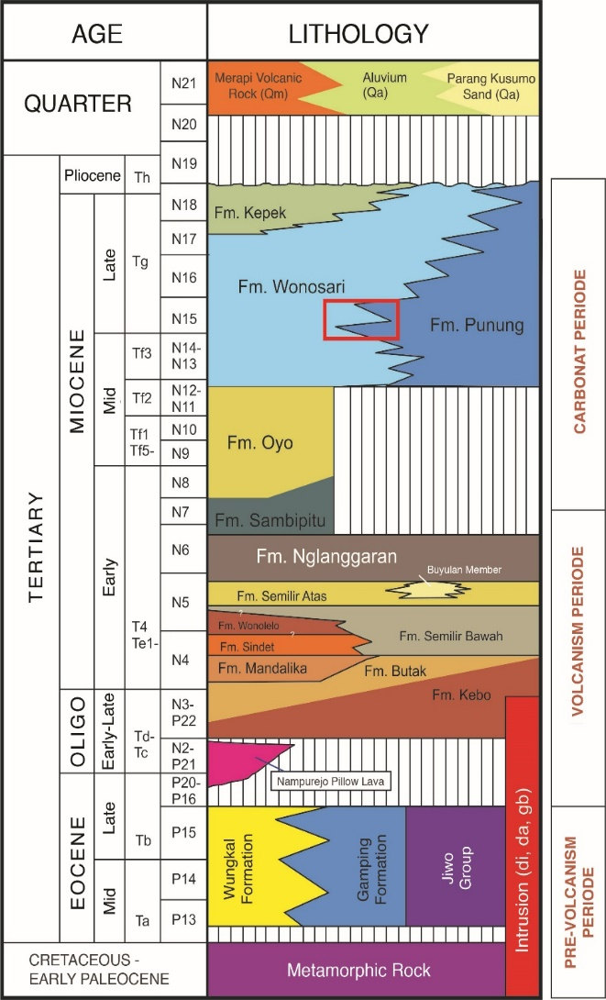 AGE
LITHOLOGY
QUARTER
N21
Merapi Volcanic
Rock (Qm)
Aluvium
(Qa)
Parang Kusumo
Sand (Qa)
N20
N19
Pliocene
Th
TERTIARY
MIOCENE
Late
Tg
N18
Fm. Kepek
N17
N16
Fm. Wonosari
N15
Fm. Punung
Mid
Tf3
N14-
N13
Tf2
N12-
N11
Tf1
Tf5-
N10
N9
Fm. Oyo
Early
N8
N7
Fm. Sambipitu
N6
Fm. Nglanggaran
Buyulan Member
N5
Fm. Semilir Atas
?
Fm. Wonolelo
?
Fm. Semilir Bawah
T4
Te1-
Fm. Sindet
N4
Fm. Mandalika
Fm. Butak
Fm. Kebo
OLIGO
Early-Late
Td-
Tc
N3-
P22
N2-
P21
Nampurejo Pillow Lava
P20-
P16
EOCENE
Late
Tb
P15
Mid
Ta
P14
P13
Wungkal
Formation
Gamping
Formation
Jiwo
Group
Intrusion (di, da, gb)
CRETACEOUS -
EARLY PALEOCENE
Metamorphic Rock
CARBONAT PERIODE
VOLCANISM PERIODE
PRE-VOLCANISM
PERIODE